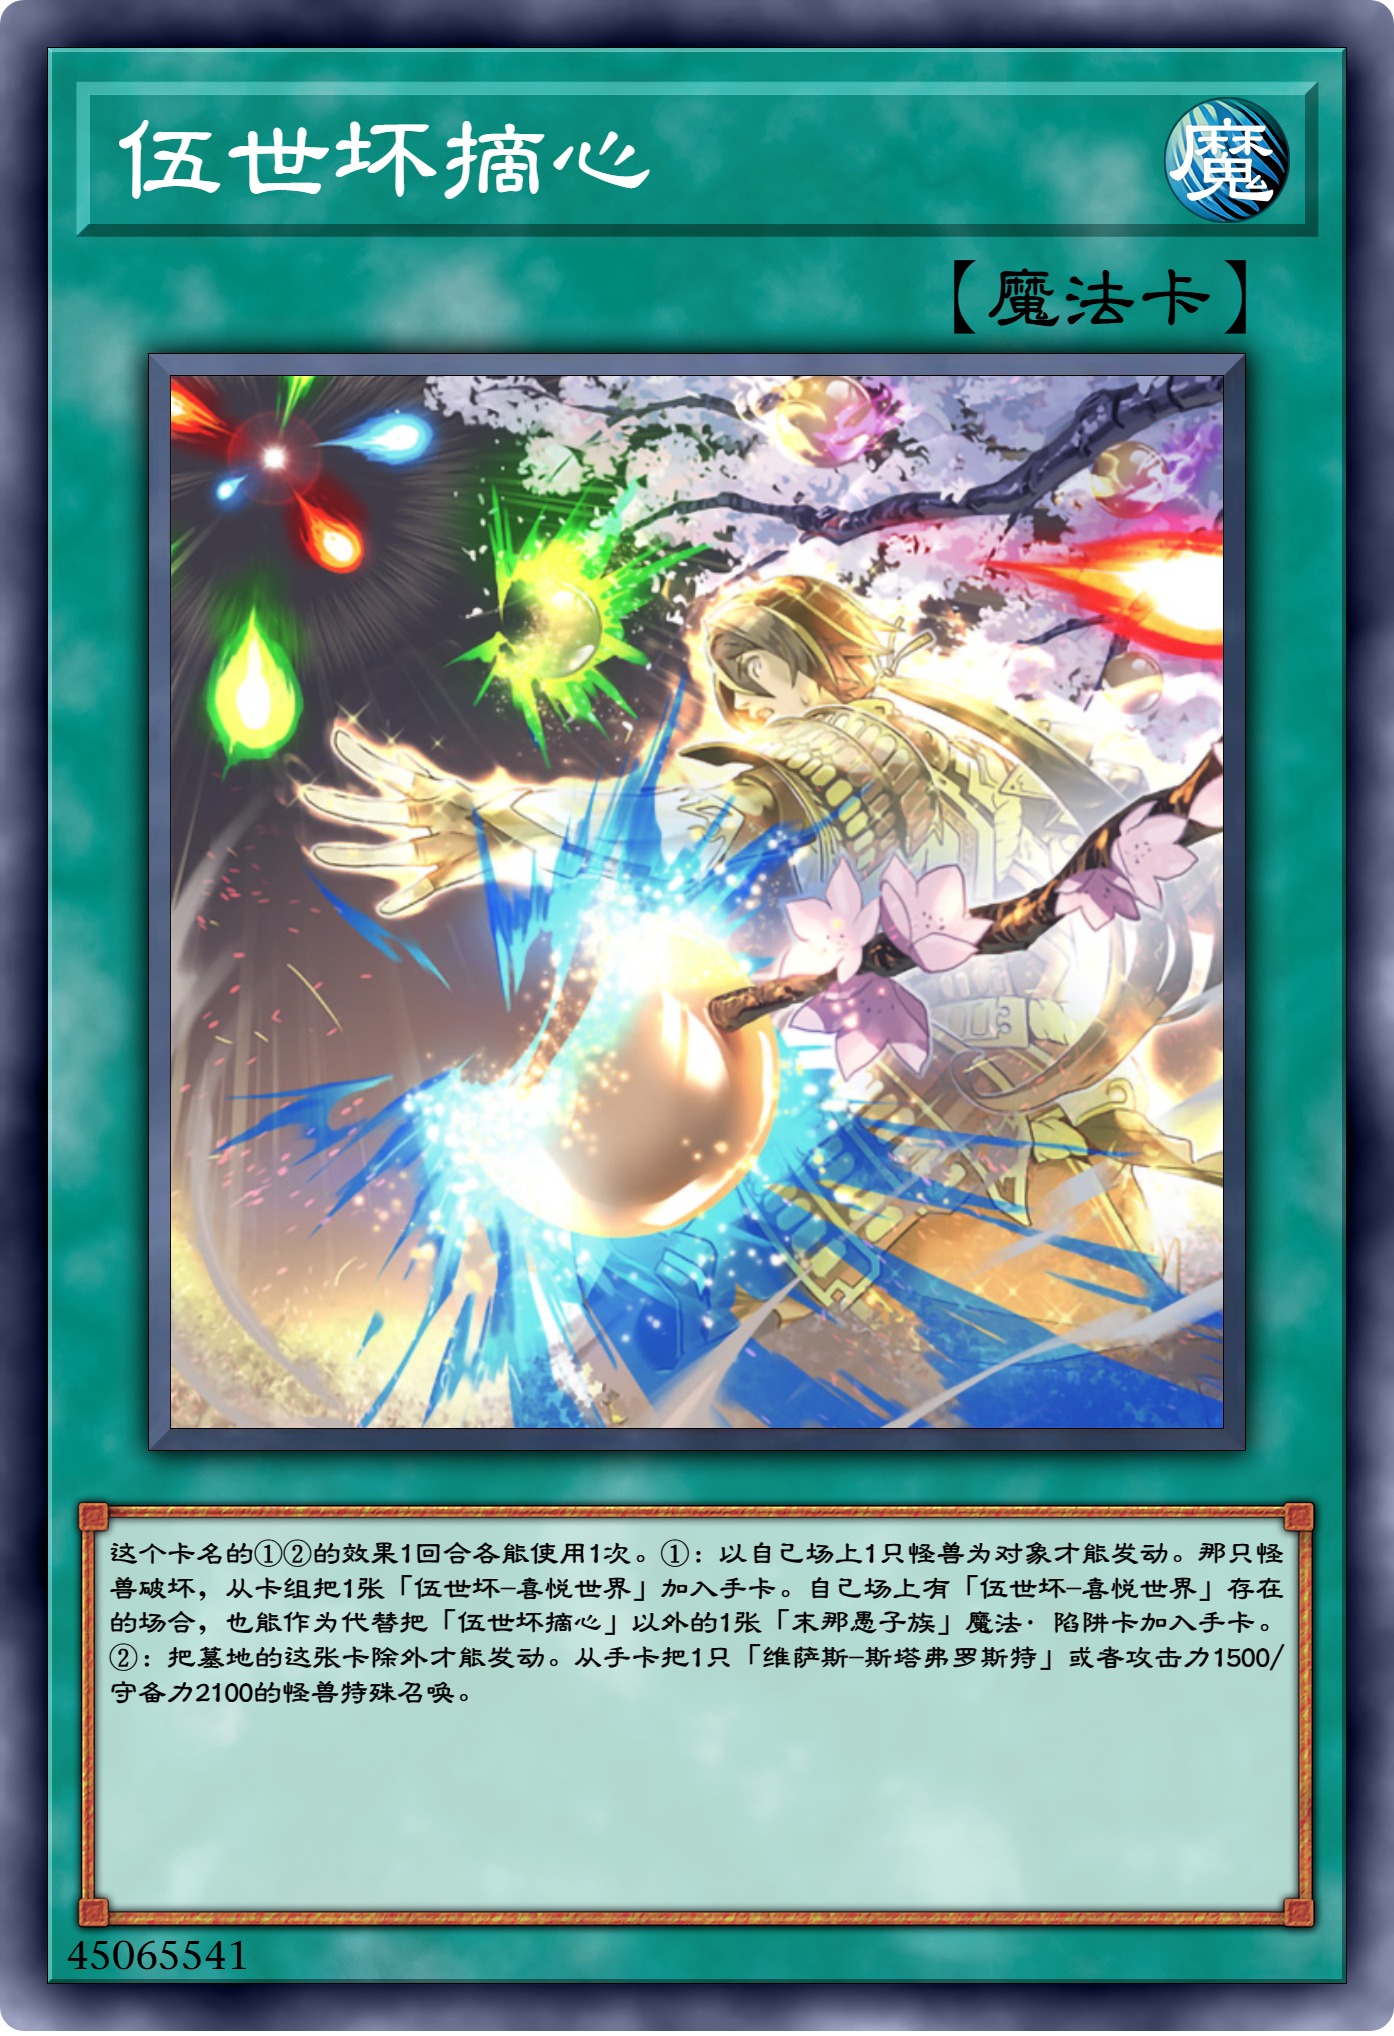 伍世坏摘心
魔
【魔法卡】
这个卡名的①②的效果1回合各能使用1次。①：以自己场上1只怪兽为对象才能发动。那只怪
兽破坏，从卡组把1张「伍世坏-喜悦世界」加入手卡。自己场上有「伍世坏-喜悦世界」存在
的场合，也能作为代替把「伍世坏摘心」以外的1张「末那愚子族」魔法·陷阱卡加入手卡。
②：把墓地的这张卡除外才能发动。从手卡把1只「维萨斯-斯塔弗罗斯特」或者攻击力1500/
守备力2100的怪兽特殊召唤。
45065541